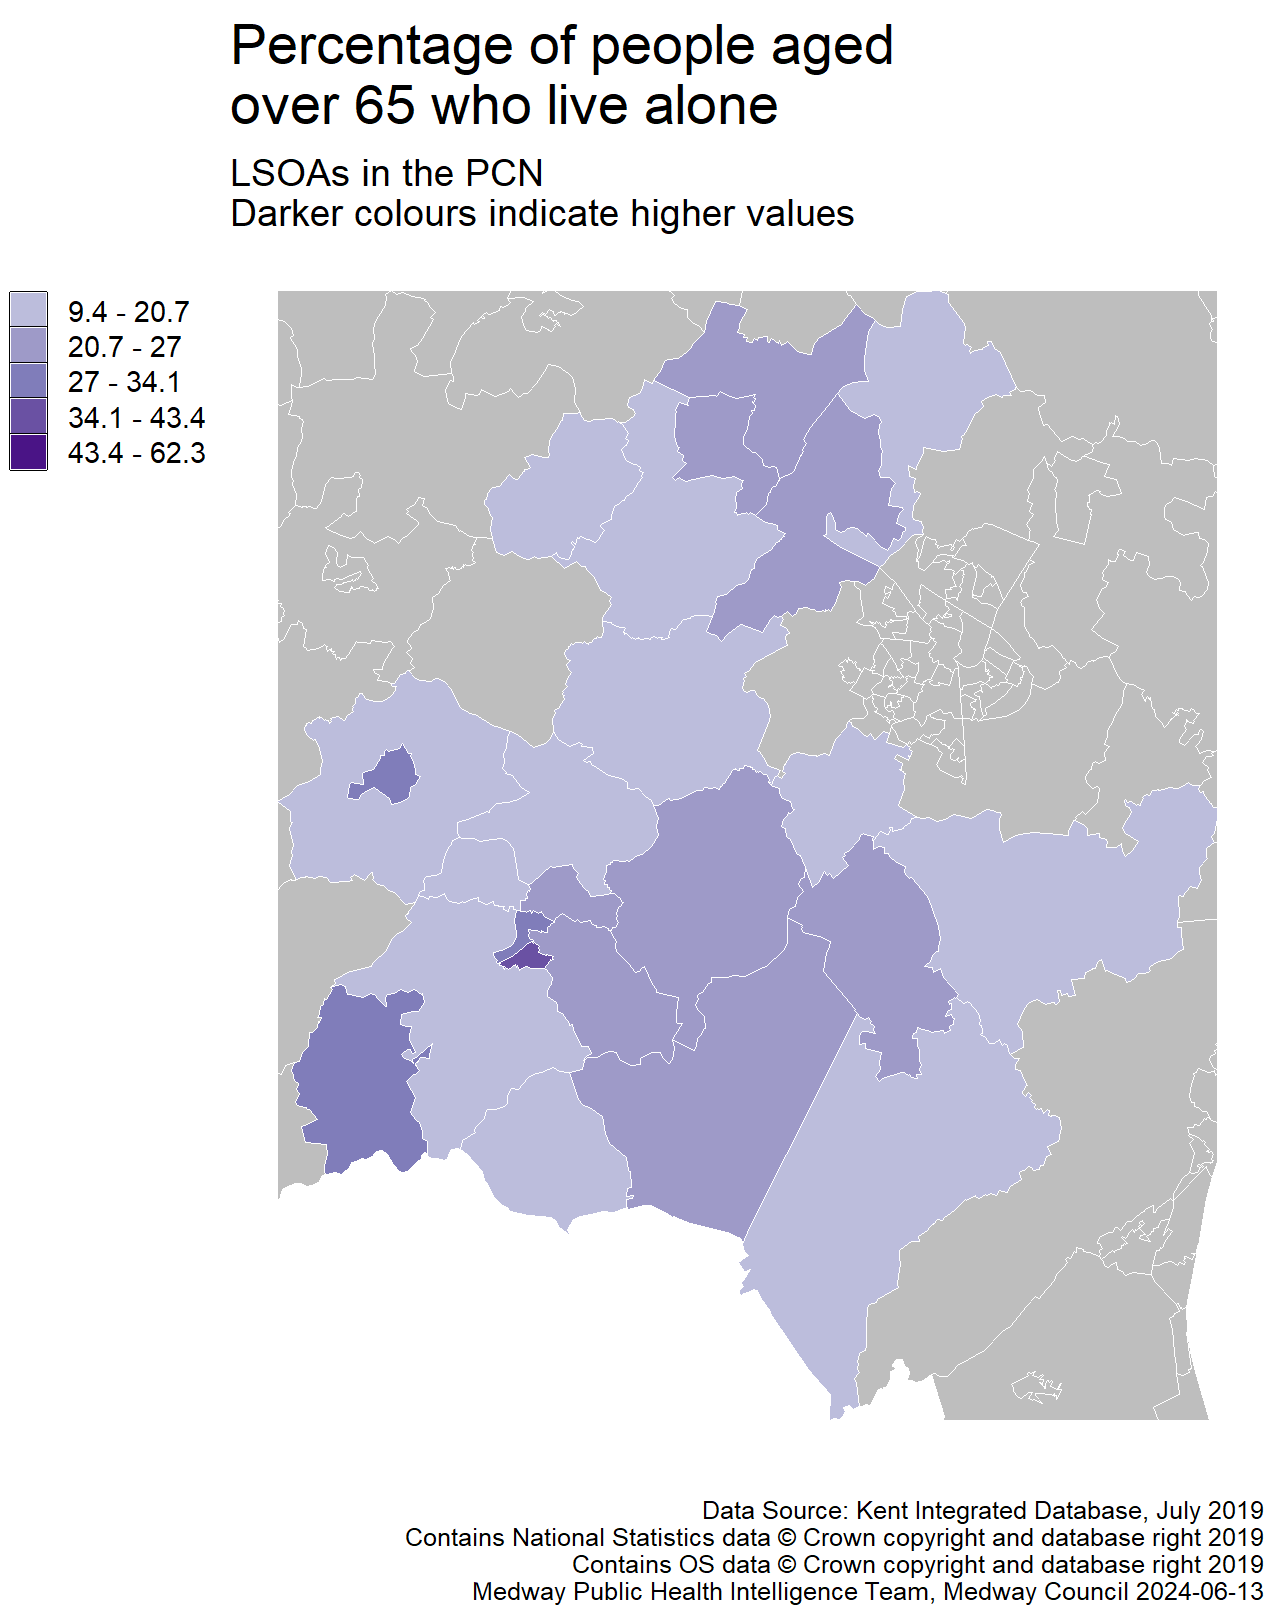 Percentage of people aged
over 65 who live alone
LSOAs in the PCN
Darker colours indicate higher values
9.4 - 20.7
20.7 - 27
27 - 34.1
34.1 - 43.4
43.4 - 62.3
Data Source: Kent Integrated Database, July 2019
Contains National Statistics data © Crown copyright and database right 2019
Contains OS data © Crown copyright and database right 2019
Medway Public Health Intelligence Team, Medway Council 2024-06-13